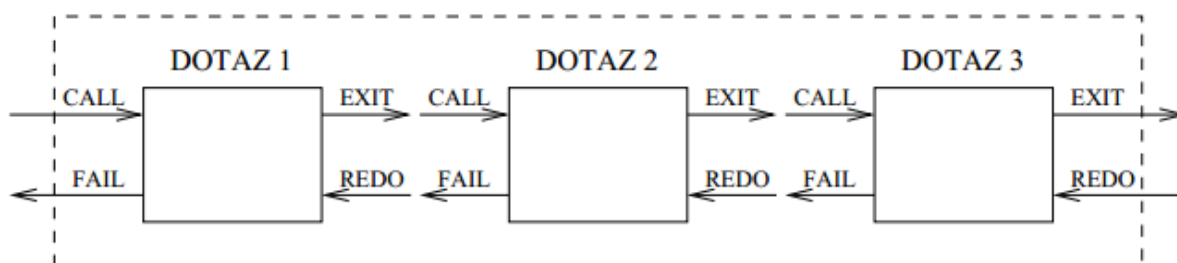 DOTAZ 1 DOTAZ 2 DOTAZ 3
CALL EXIT CALL EXIT CALL EXIT
FAIL REDO FAIL REDO FAIL REDO